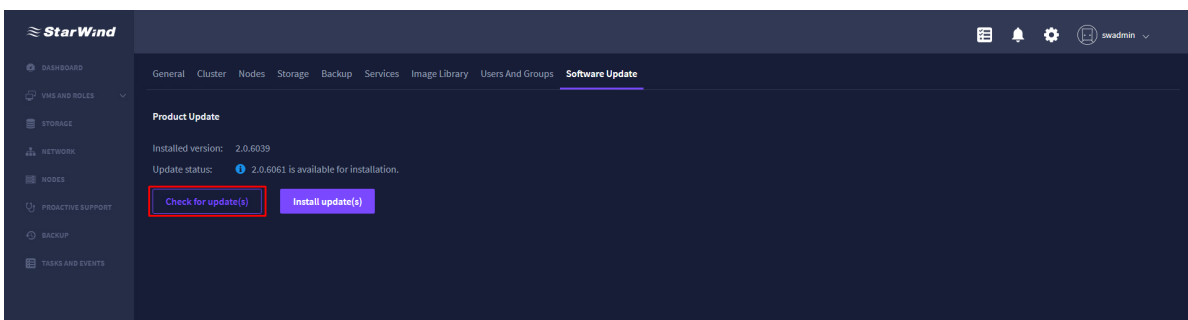 StarWind
swadmin
DASHBOARD
VMS AND ROLES
STORAGE
NETWORK
NODES
PROACTIVE SUPPORT
BACKUP
TASKS AND EVENTS
General Cluster Nodes Storage Backup Services Image Library Users And Groups Software Update
Product Update
Installed version: 2.0.6039
Update status: 2.0.6061 is available for installation.
Check for update(s) Install update(s)